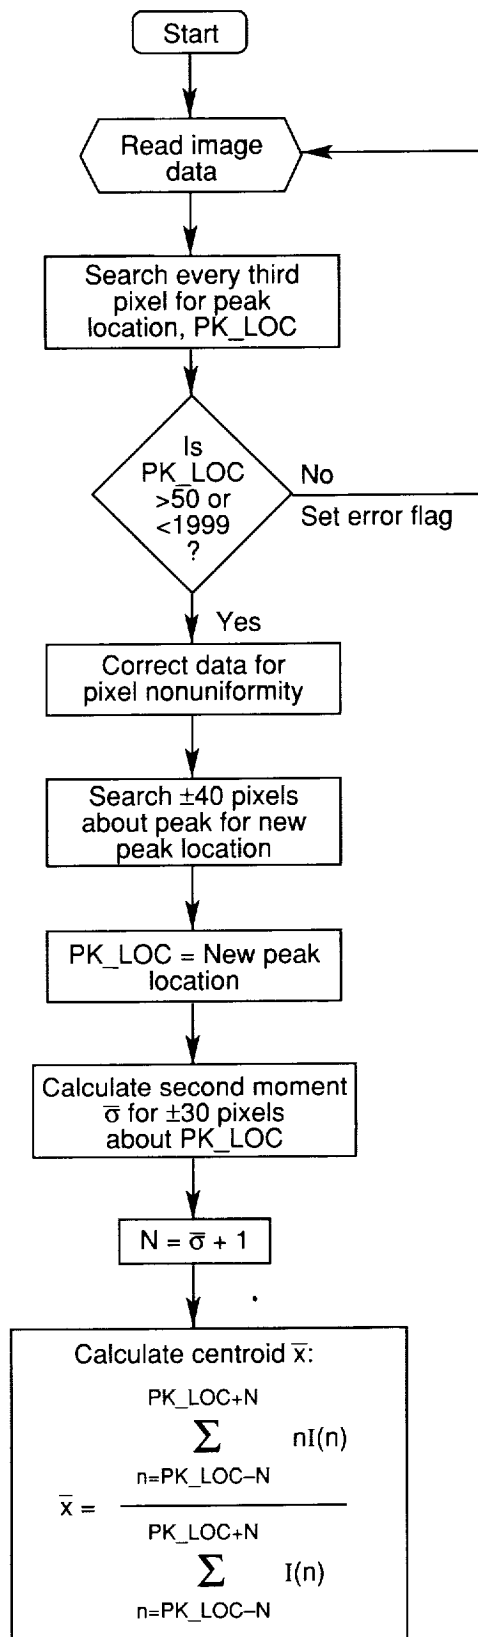 Start
Read image
data
Search every third
pixel for peak
location, PK_LOC
Is
PK_LOC
>50 or
<1999
?
No
Set error flag
Yes
Correct data for
pixel nonuniformity
Search ±40 pixels
about peak for new
peak location
PK_LOC = New peak
location
Calculate second moment
σ̅ for ±30 pixels
about PK_LOC
N = σ̅ + 1
Calculate centroid x̅:
PK_LOC+N
∑ nI(n)
n=PK_LOC–N
x̅ =
PK_LOC+N
∑ I(n)
n=PK_LOC–N